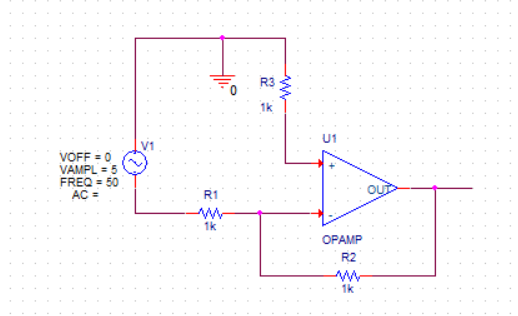 R3
0
1k
U1
V1
VOFF = 0
VAMPL = 5
FREQ = 50
AC =
+
OUT
R1
-
1k
OPAMP
R2
1k